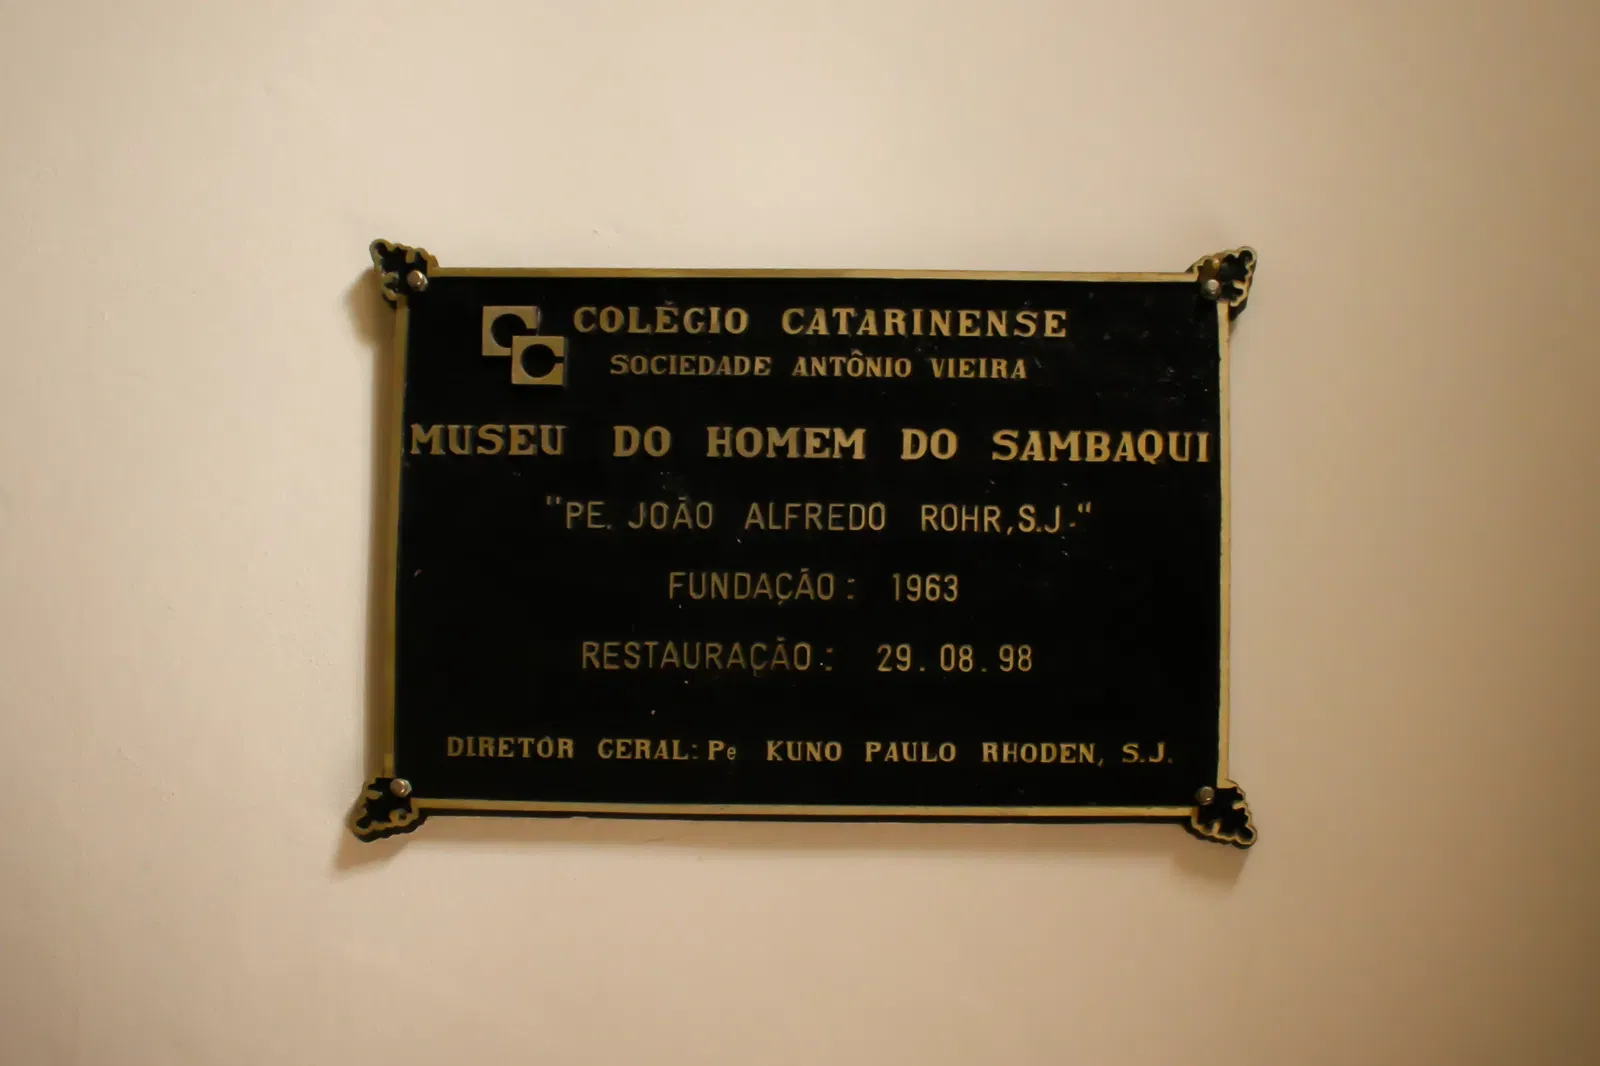 COLÉGIO CATARINENSE
SOCIEDADE ANTÔNIO VIEIRA
MUSEU DO HOMEM DO SAMBAQUI
"PE. JOÃO ALFREDO ROHR, S.J."
FUNDAÇÃO: 1963
RESTAURAÇÃO: 29.08.98
DIRETOR GERAL: Pe KUNO PAULO RHODEN, S.J.